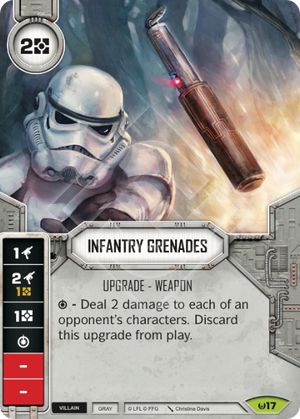 2
INFANTRY GRENADES
UPGRADE - WEAPON
1
2
1
1
- Deal 2 damage to each of an
opponent's characters. Discard
this upgrade from play.
-
-
VILLAIN
GRAY
© LFL © FFG
Christina Davis
17